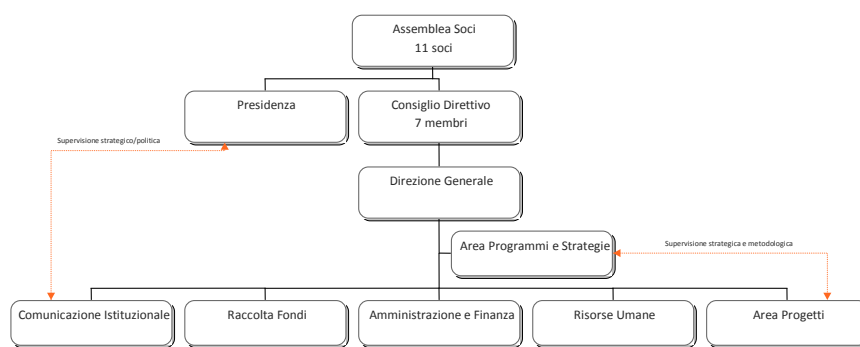 Assemblea Soci
11 soci
Presidenza
Consiglio Direttivo
7 membri
Supervisione strategico/politica
Direzione Generale
Area Programmi e Strategie
Supervisione strategica e metodologica
Comunicazione Istituzionale
Raccolta Fondi
Amministrazione e Finanza
Risorse Umane
Area Progetti